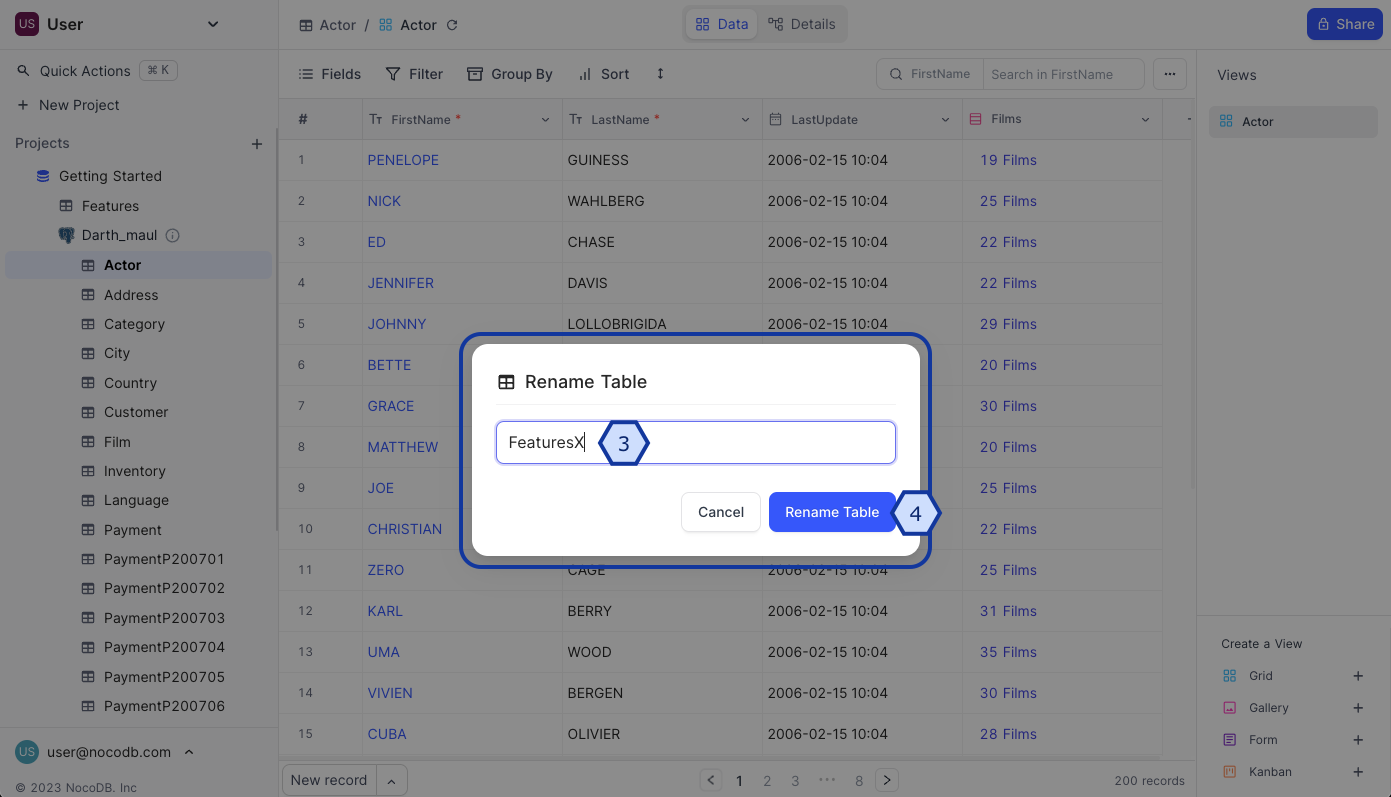 US User
Actor / Actor
Data Details
Share
Quick Actions ⌘ K
New Project
Projects
Getting Started
Features
Darth_maul
Actor
Address
Category
City
Country
Customer
Film
Inventory
Language
Payment
PaymentP200701
PaymentP200702
PaymentP200703
PaymentP200704
PaymentP200705
PaymentP200706
US user@nocodb.com
© 2023 NocoDB. Inc
Fields Filter Group By Sort
FirstName Search in FirstName
# FirstName * LastName * LastUpdate Films
1 PENELOPE GUINESS 2006-02-15 10:04 19 Films
2 NICK WAHLBERG 2006-02-15 10:04 25 Films
3 ED CHASE 2006-02-15 10:04 22 Films
4 JENNIFER DAVIS 2006-02-15 10:04 22 Films
5 JOHNNY LOLLOBRIGIDA 2006-02-15 10:04 29 Films
6 BETTE 20 Films
7 GRACE 30 Films
8 MATTHEW 20 Films
9 JOE 25 Films
10 CHRISTIAN 22 Films
11 ZERO CAGE 2006-02-15 10:04 25 Films
12 KARL BERRY 2006-02-15 10:04 31 Films
13 UMA WOOD 2006-02-15 10:04 35 Films
14 VIVIEN BERGEN 2006-02-15 10:04 30 Films
15 CUBA OLIVIER 2006-02-15 10:04 28 Films
Rename Table
FeaturesX 3
Cancel Rename Table 4
New record
1 2 3 ••• 8
200 records
Views
Actor
Create a View
Grid +
Gallery +
Form +
Kanban +